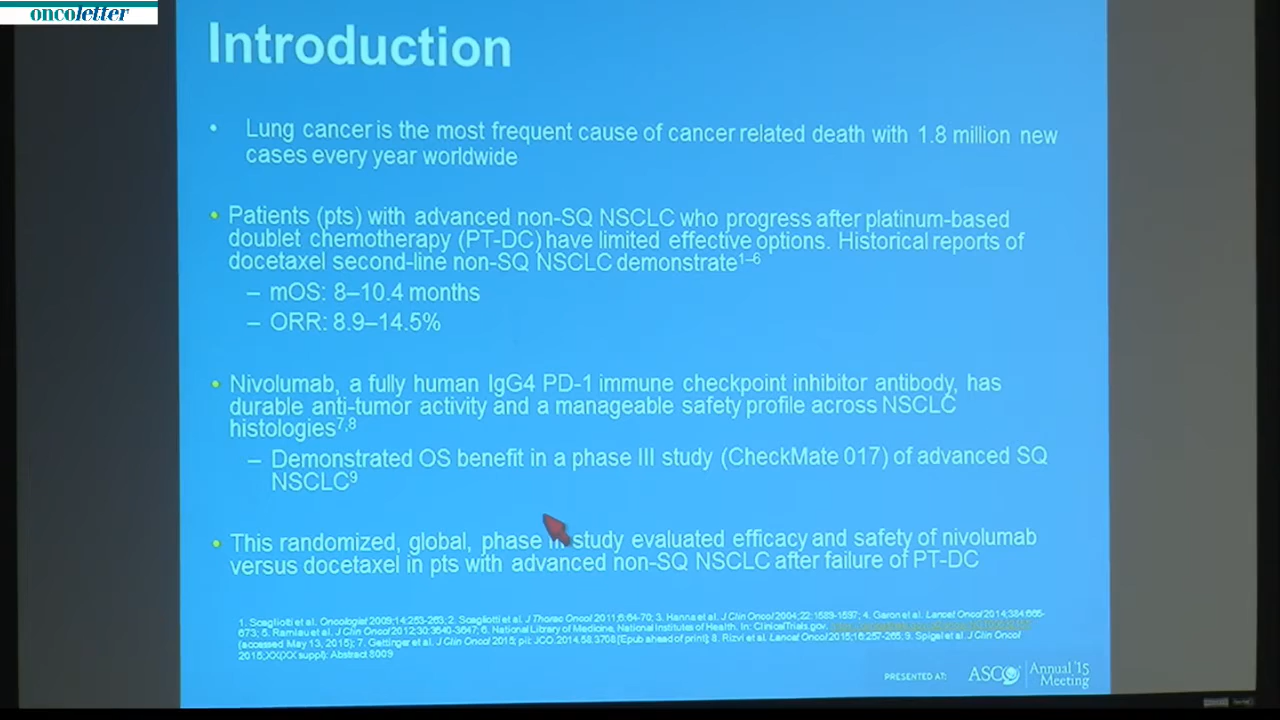 oncoletter
Introduction
• Lung cancer is the most frequent cause of cancer related death with 1.8 million new
cases every year worldwide
• Patients (pts) with advanced non-SQ NSCLC who progress after platinum-based
doublet chemotherapy (PT-DC) have limited effective options. Historical reports of
docetaxel second-line non-SQ NSCLC demonstrate1–6
– mOS: 8–10.4 months
– ORR: 8.9–14.5%
• Nivolumab, a fully human IgG4 PD-1 immune checkpoint inhibitor antibody, has
durable anti-tumor activity and a manageable safety profile across NSCLC
histologies7,8
– Demonstrated OS benefit in a phase III study (CheckMate 017) of advanced SQ
NSCLC9
• This randomized, global, phase study evaluated efficacy and safety of nivolumab
versus docetaxel in pts with advanced non-SQ NSCLC after failure of PT-DC
1. Scagliotti et al. Oncologist 2009;14:253-263; 2. Scagliotti et al. J Thorac Oncol 2011;6:64-70; 3. Hanna et al. J Clin Oncol 2004;22:1589-1597; 4. Garon et al. Lancet Oncol 2014;384:665-
673; 5. Ramlau et al. J Clin Oncol 2012;30:3640-3647; 6. National Library of Medicine, National Institutes of Health. In: ClinicalTrials.gov.
(accessed May 13, 2015); 7. Gettinger et al. J Clin Oncol 2015; pii: JCO.2014.58.3708 [Epub ahead of print]; 8. Rizvi et al. Lancet Oncol 2015;16:257-265; 9. Spigel et al. J Clin Oncol
2015;XX(XX suppl): Abstract 8009
PRESENTED AT: ASCO Annual '15
Meeting